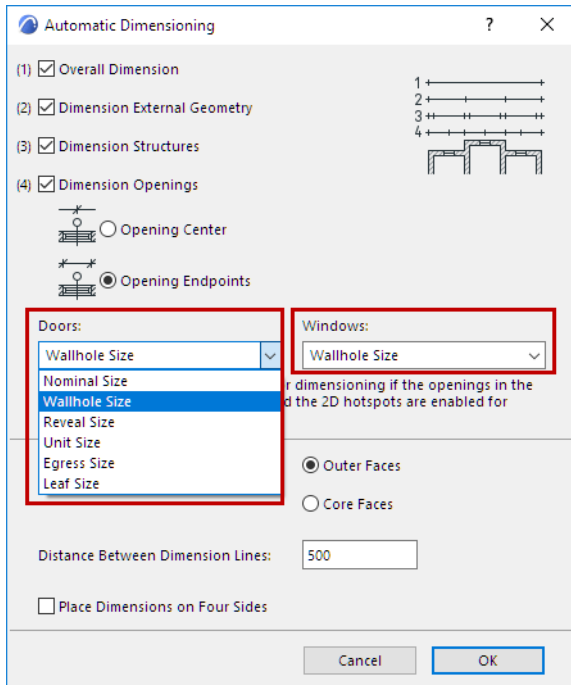 Automatic Dimensioning ?
(1) Overall Dimension
(2) Dimension External Geometry
(3) Dimension Structures
(4) Dimension Openings
1
2
3
4
Opening Center
Opening Endpoints
Doors:
Windows:
Wallhole Size
Wallhole Size
Nominal Size
Wallhole Size
Reveal Size
Unit Size
Egress Size
Leaf Size
dimensioning if the openings in the
the 2D hotspots are enabled for
Outer Faces
Core Faces
Distance Between Dimension Lines: 500
Place Dimensions on Four Sides
Cancel OK